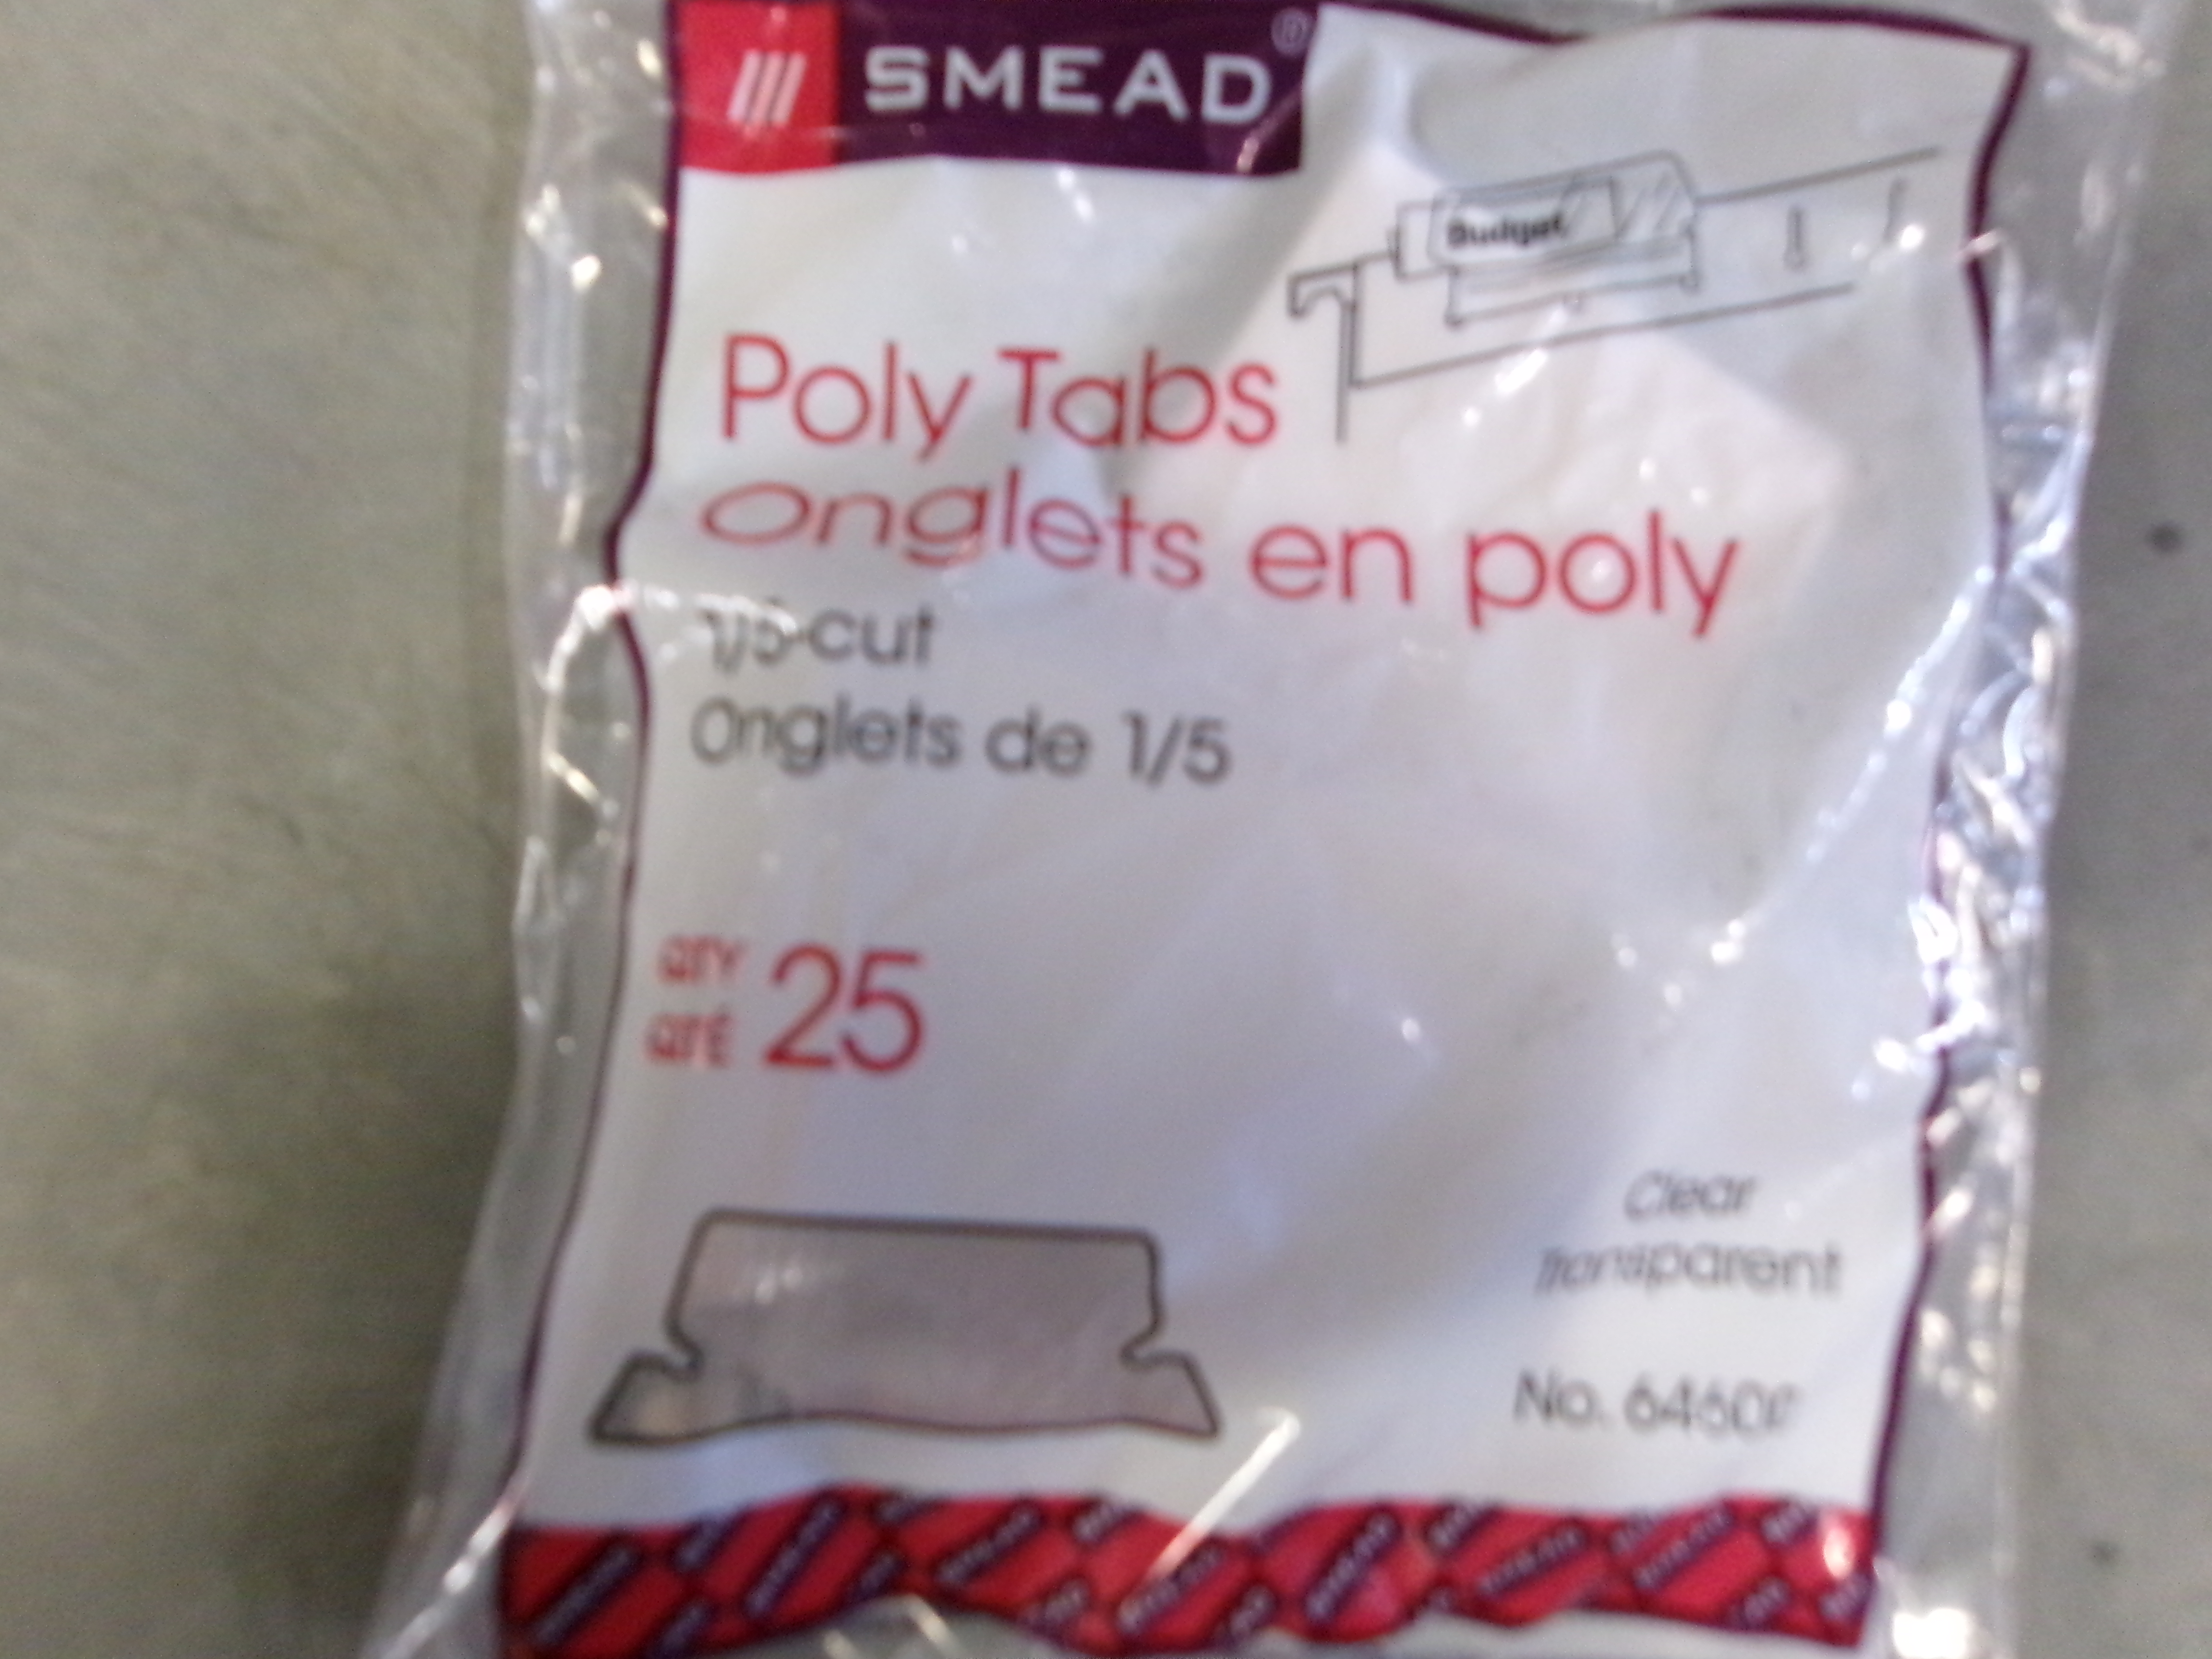 SMEAD®
Budget
Poly Tabs
Onglets en poly
1/5-cut
Onglets de 1/5
QTY
QTÉ 25
Clear
Transparent
No.